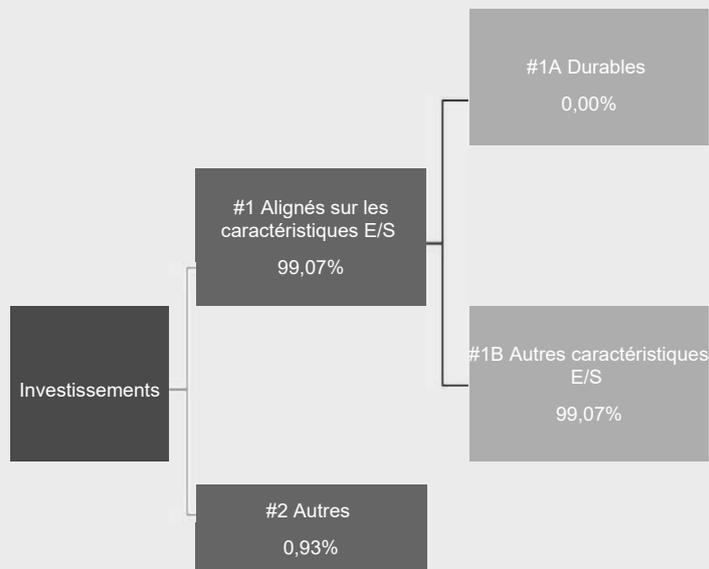 #1A Durables
0,00%
#1 Alignés sur les
caractéristiques E/S
99,07%
Investissements
#1B Autres caractéristiques
E/S
99,07%
#2 Autres
0,93%